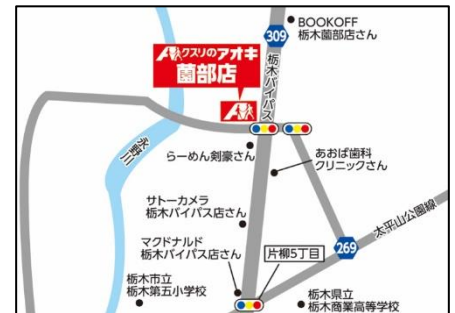 BOOKOFF
栃木薗部店さん
309
クスリのアオキ
薗部店
栃木バイパス
永野川
らーめん剣豪さん
あおば歯科
クリニックさん
サトーカメラ
栃木バイパス店さん
太平山公園線
マクドナルド
栃木バイパス店さん
片柳5丁目
269
栃木市立
栃木第五小学校
栃木県立
栃木商業高等学校